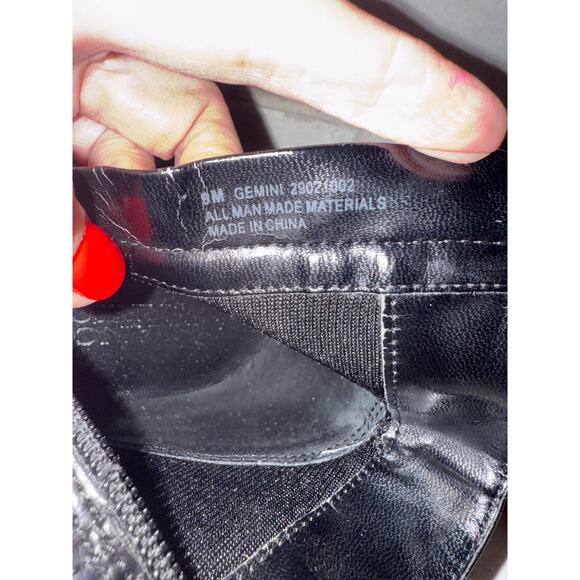 9M GEMINI 29021002
ALL MAN MADE MATERIALS
MADE IN CHINA